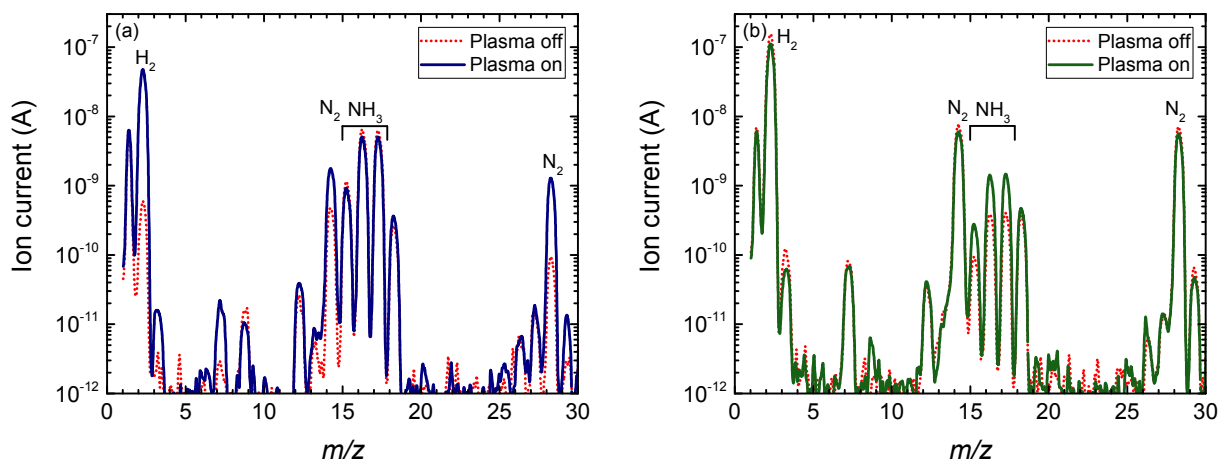 (a)
H₂
N₂ NH₃
N₂
Plasma off
Plasma on
Ion current (A)
10⁻⁷
10⁻⁸
10⁻⁹
10⁻¹⁰
10⁻¹¹
10⁻¹²
0 5 10 15 20 25 30
m/z
(b)
H₂
N₂ NH₃
N₂
Plasma off
Plasma on
Ion current (A)
10⁻⁷
10⁻⁸
10⁻⁹
10⁻¹⁰
10⁻¹¹
10⁻¹²
0 5 10 15 20 25 30
m/z